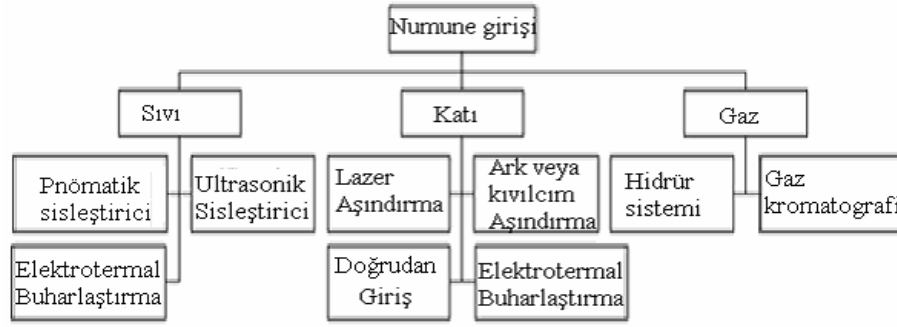 Numune girişi
Sıvı
Katı
Gaz
Pnömatik
sisleştirici
Ultrasonik
Sisleştirici
Lazer
Aşındırma
Ark veya
kıvılcım
Aşındırma
Hidrür
sistemi
Gaz
kromatografi
Elektrotermal
Buharlaştırma
Doğrudan
Giriş
Elektrotermal
Buharlaştırma